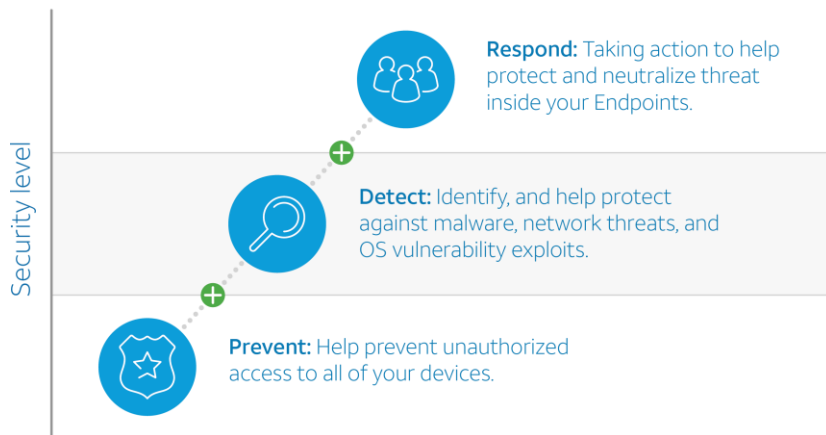 Security level
Respond: Taking action to help
protect and neutralize threat
inside your Endpoints.
Detect: Identify, and help protect
against malware, network threats, and
OS vulnerability exploits.
Prevent: Help prevent unauthorized
access to all of your devices.